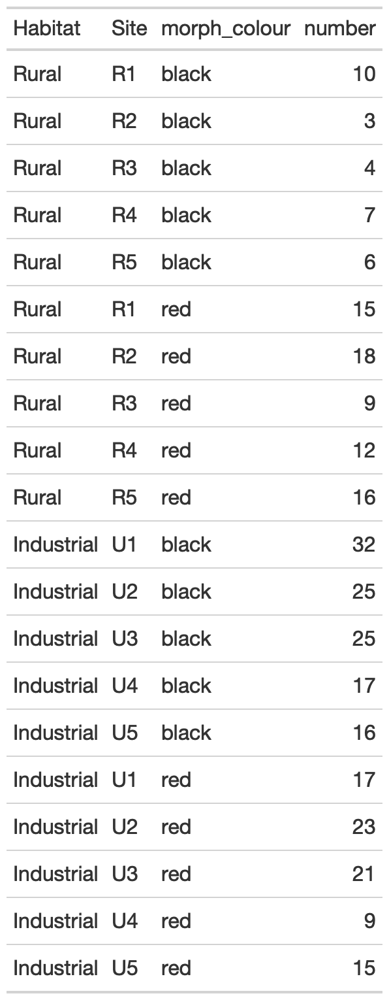 Habitat Site morph_colour number
Rural R1 black 10
Rural R2 black 3
Rural R3 black 4
Rural R4 black 7
Rural R5 black 6
Rural R1 red 15
Rural R2 red 18
Rural R3 red 9
Rural R4 red 12
Rural R5 red 16
Industrial U1 black 32
Industrial U2 black 25
Industrial U3 black 25
Industrial U4 black 17
Industrial U5 black 16
Industrial U1 red 17
Industrial U2 red 23
Industrial U3 red 21
Industrial U4 red 9
Industrial U5 red 15